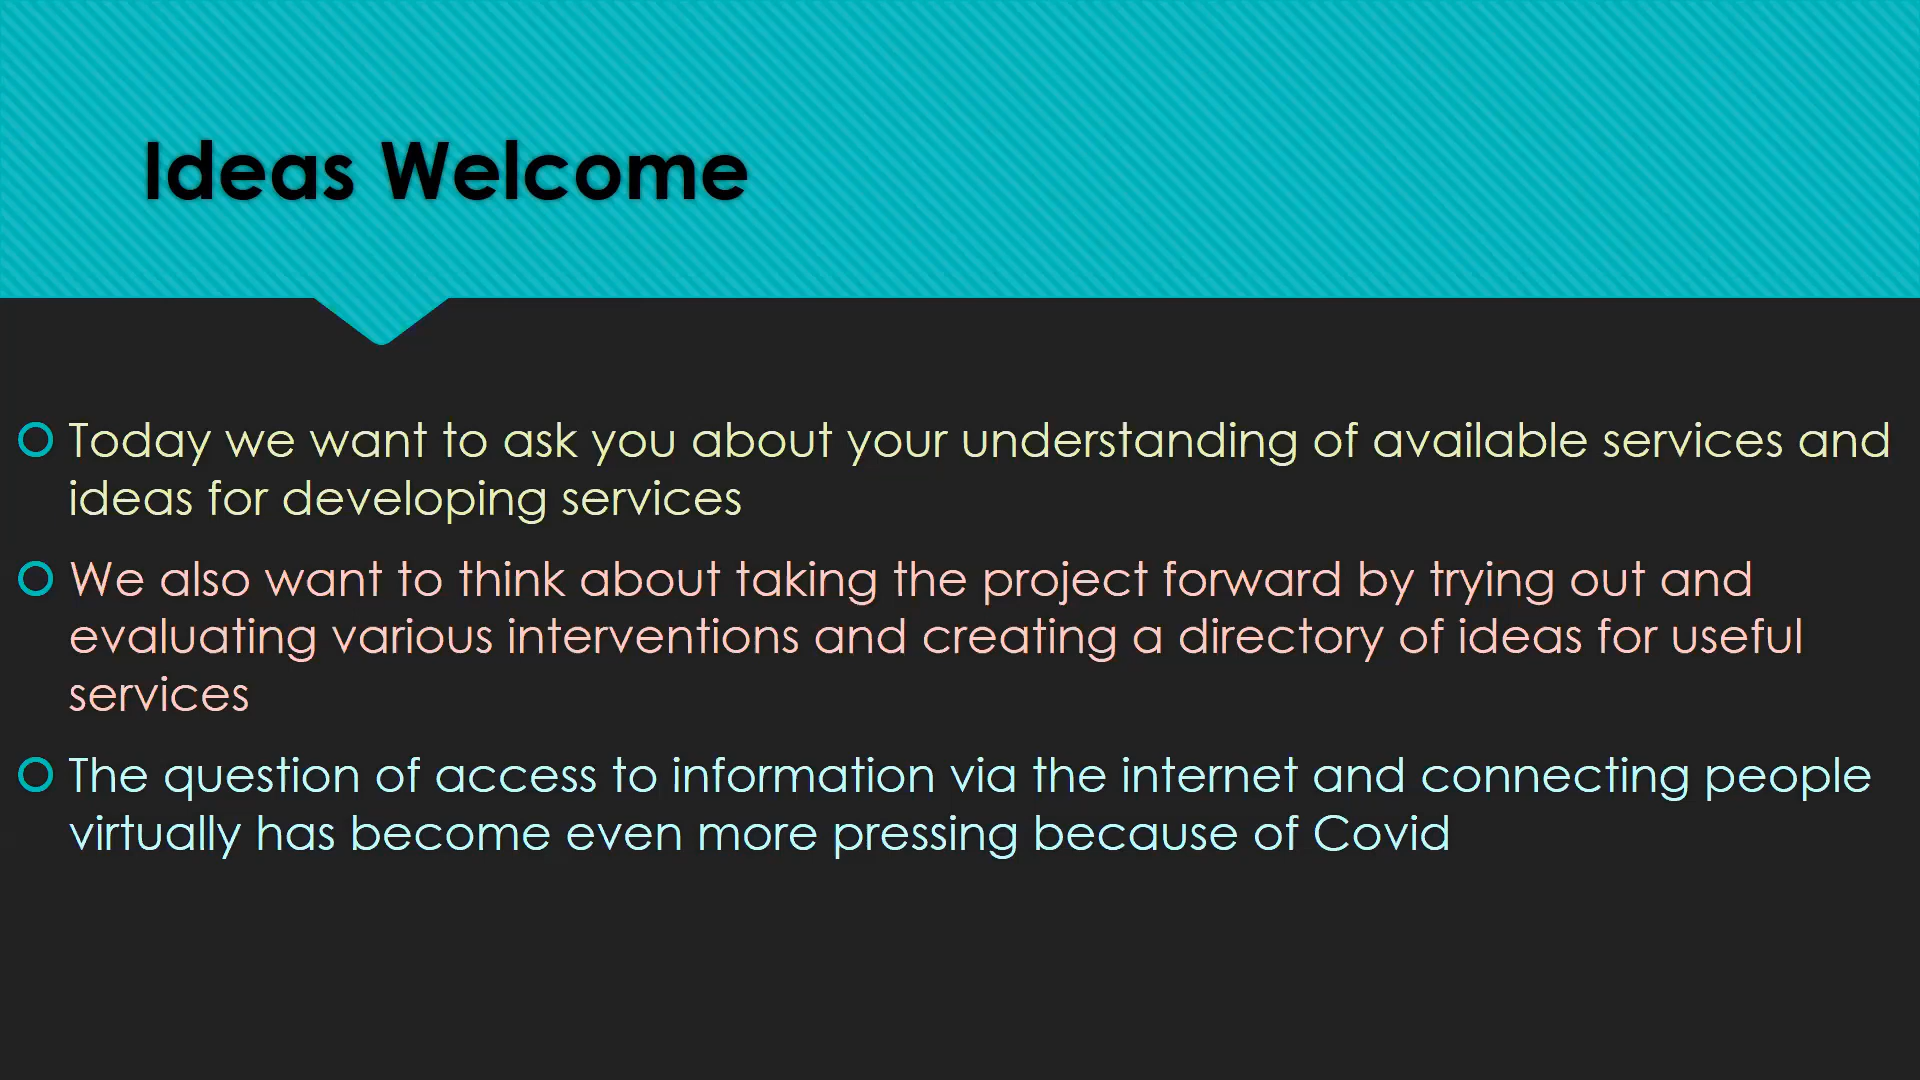 Ideas Welcome
Today we want to ask you about your understanding of available services and
ideas for developing services
We also want to think about taking the project forward by trying out and
evaluating various interventions and creating a directory of ideas for useful
services
The question of access to information via the internet and connecting people
virtually has become even more pressing because of Covid